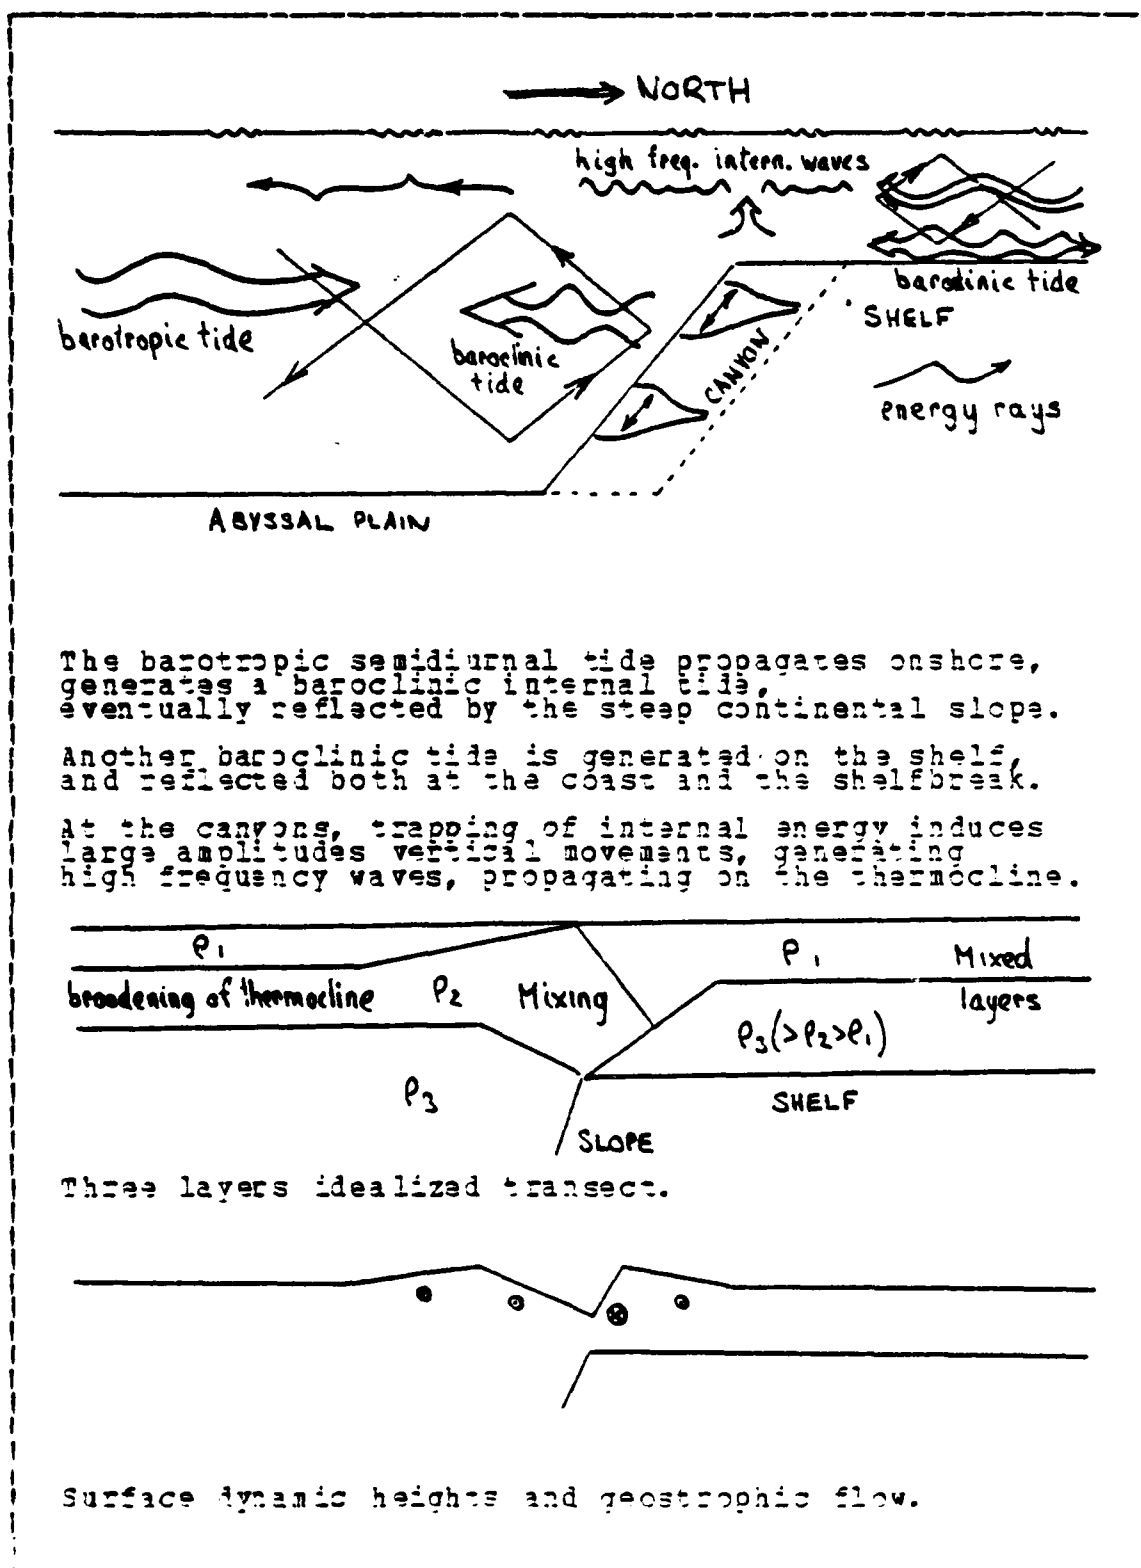 NORTH
high freq. intern. waves
barotropic tide
baroclinic
tide
CANYON
baroclinic tide
SHELF
energy rays
ABYSSAL PLAIN
The barotropic semidiurnal tide propagates onshore,
generates a baroclinic internal tide,
eventually reflected by the steep continental slope.
Another baroclinic tide is generated on the shelf,
and reflected both at the coast and the shelfbreak.
At the canyons, trapping of internal energy induces
large amplitudes vertical movements, generating
high frequency waves, propagating on the thermocline.
ρ1 ρ1 Mixed
broadening of thermocline ρ2 Mixing layers
ρ3(>ρ2>ρ1)
ρ3 SHELF
SLOPE
Three layers idealized transect.
Surface dynamic heights and geostrophic flow.